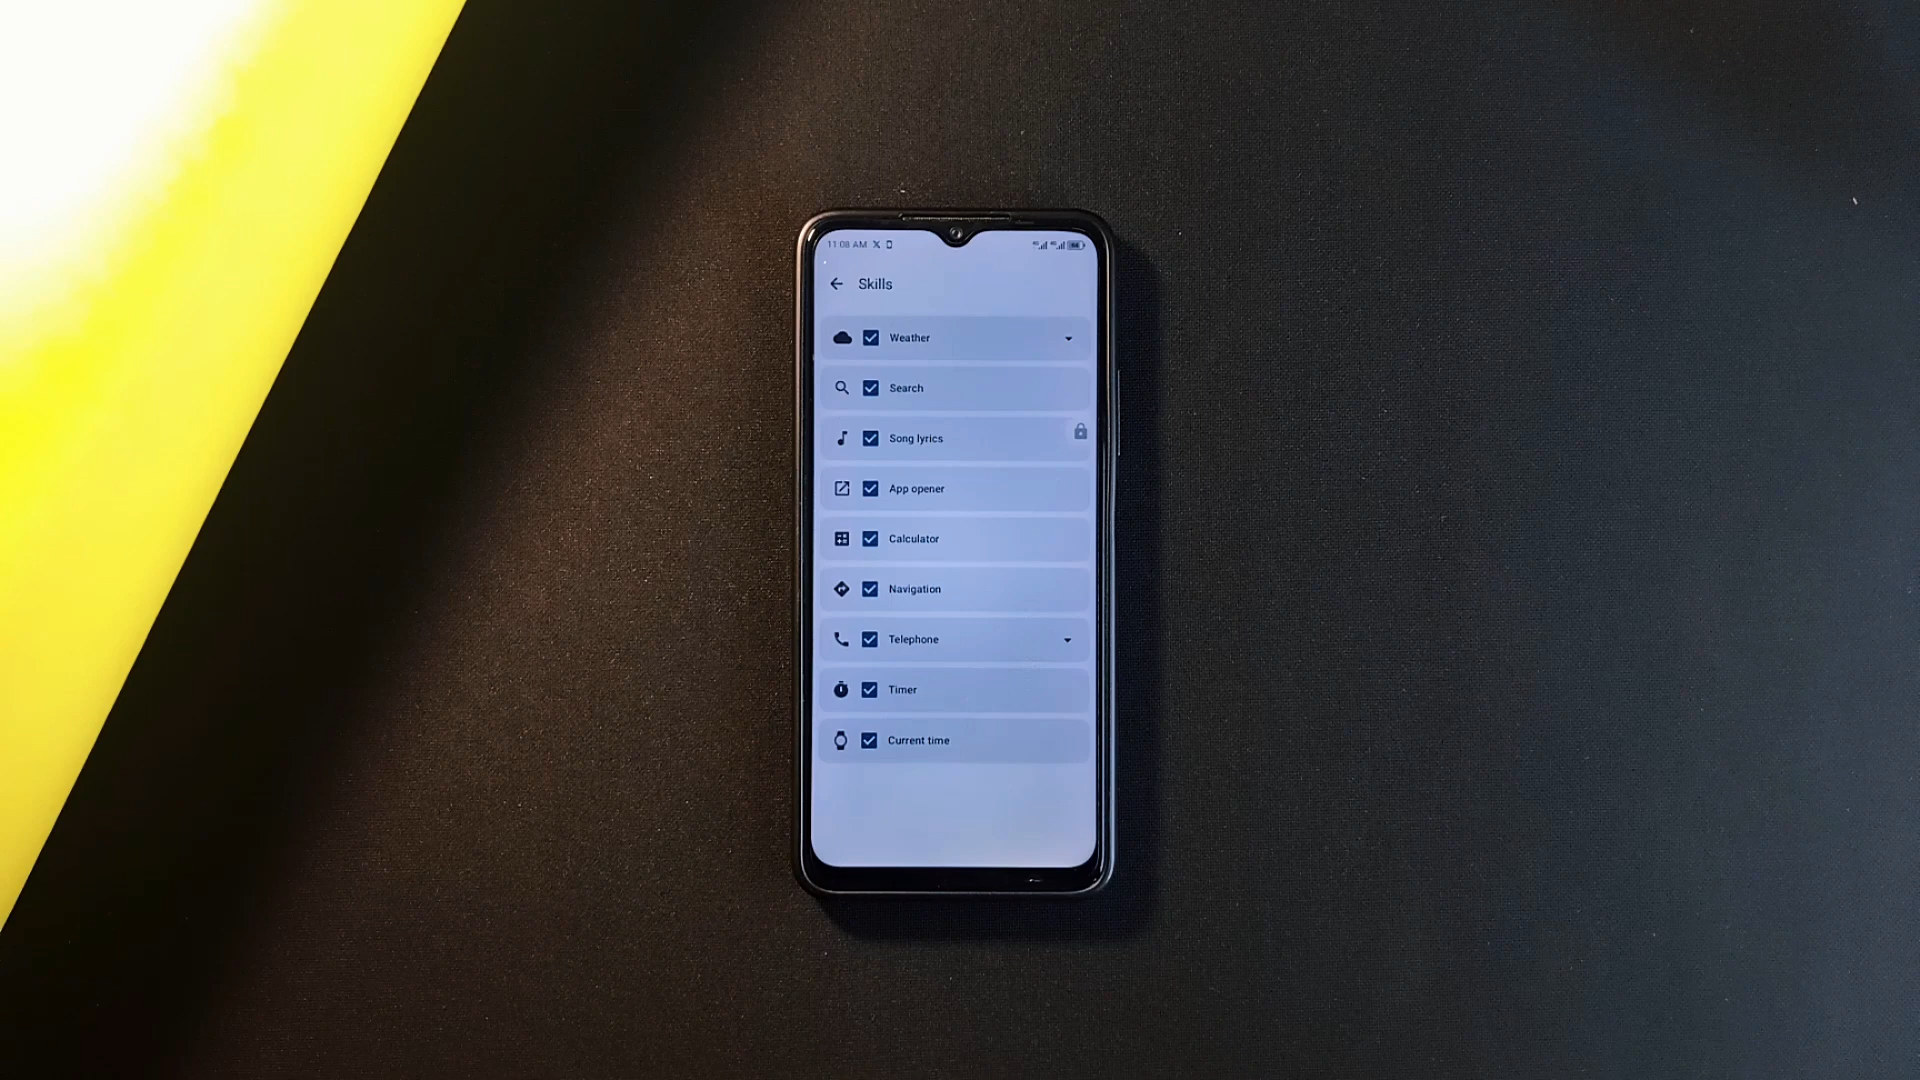 11:08 AM
Skills
Weather
Search
Song lyrics
App opener
Calculator
Navigation
Telephone
Timer
Current time